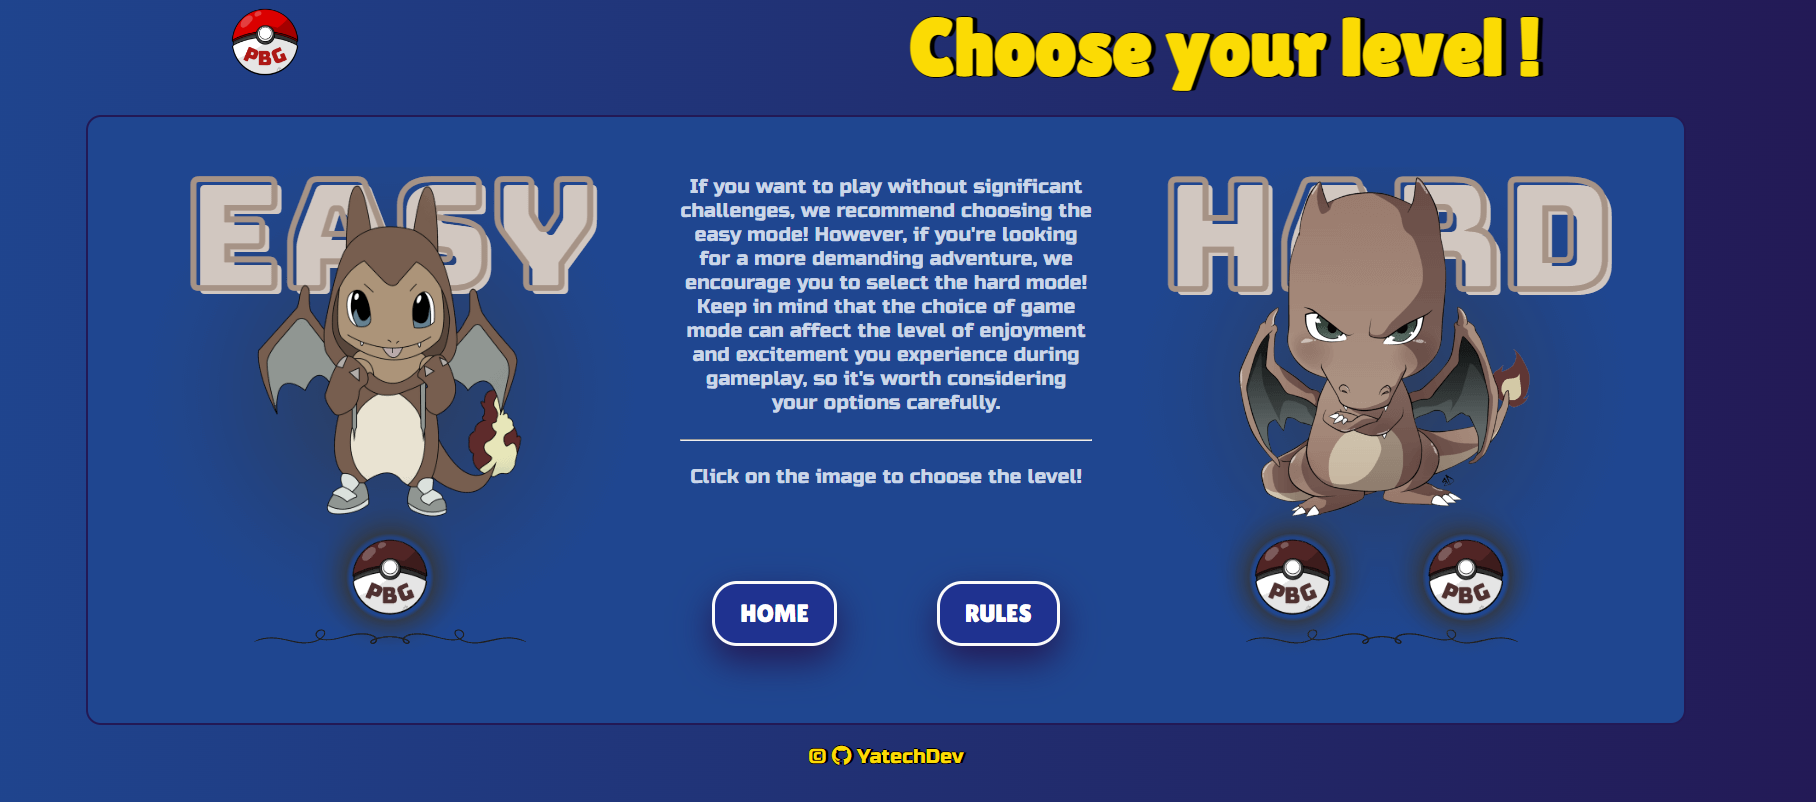 PBG
Choose your level !
EASY
If you want to play without significant
challenges, we recommend choosing the
easy mode! However, if you're looking
for a more demanding adventure, we
encourage you to select the hard mode!
Keep in mind that the choice of game
mode can affect the level of enjoyment
and excitement you experience during
gameplay, so it's worth considering
your options carefully.
Click on the image to choose the level!
HARD
PBG
HOME
RULES
PBG
PBG
© YatechDev